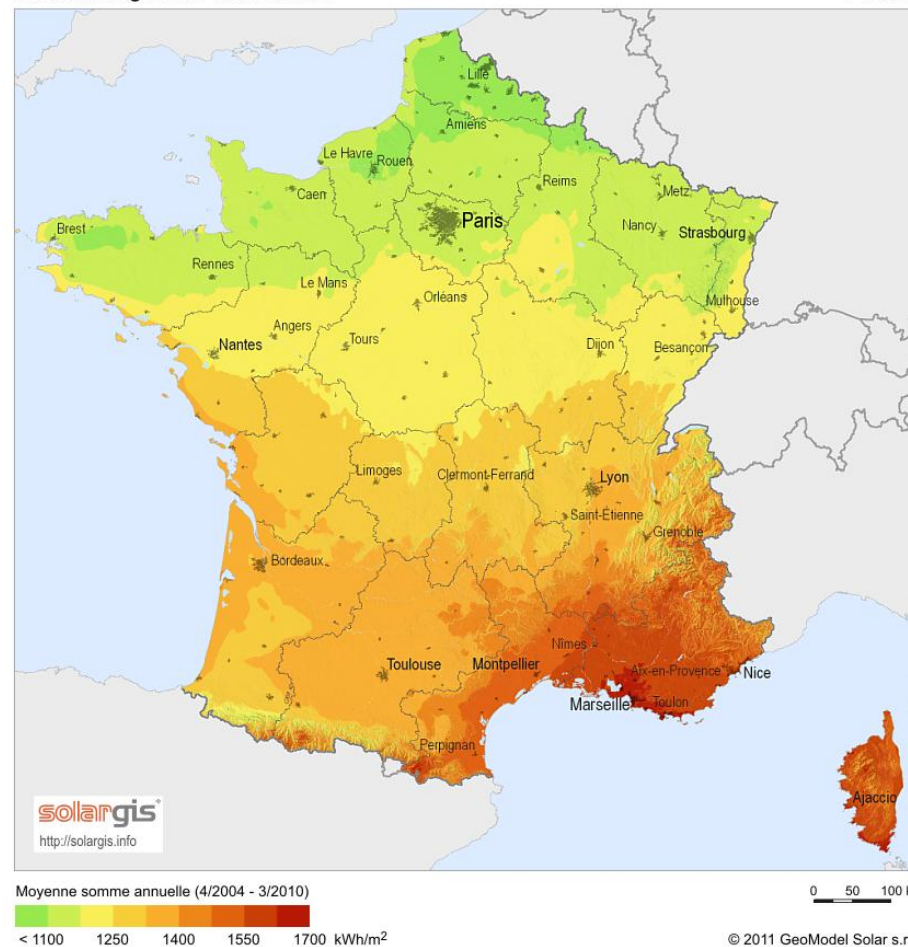 Lille
Amiens
Le Havre
Rouen
Caen
Reims
Metz
Paris
Nancy
Strasbourg
Brest
Rennes
Le Mans
Orléans
Mulhouse
Angers
Tours
Nantes
Dijon
Besançon
Limoges
Clermont-Ferrand
Lyon
Saint-Étienne
Grenoble
Bordeaux
Nîmes
Toulouse
Montpellier
Aix-en-Provence
Nice
Marseille
Toulon
Perpignan
Ajaccio
solargis
http://solargis.info
Moyenne somme annuelle (4/2004 - 3/2010)
0 50 100
< 1100 1250 1400 1550 1700 kWh/m²
© 2011 GeoModel Solar s.r